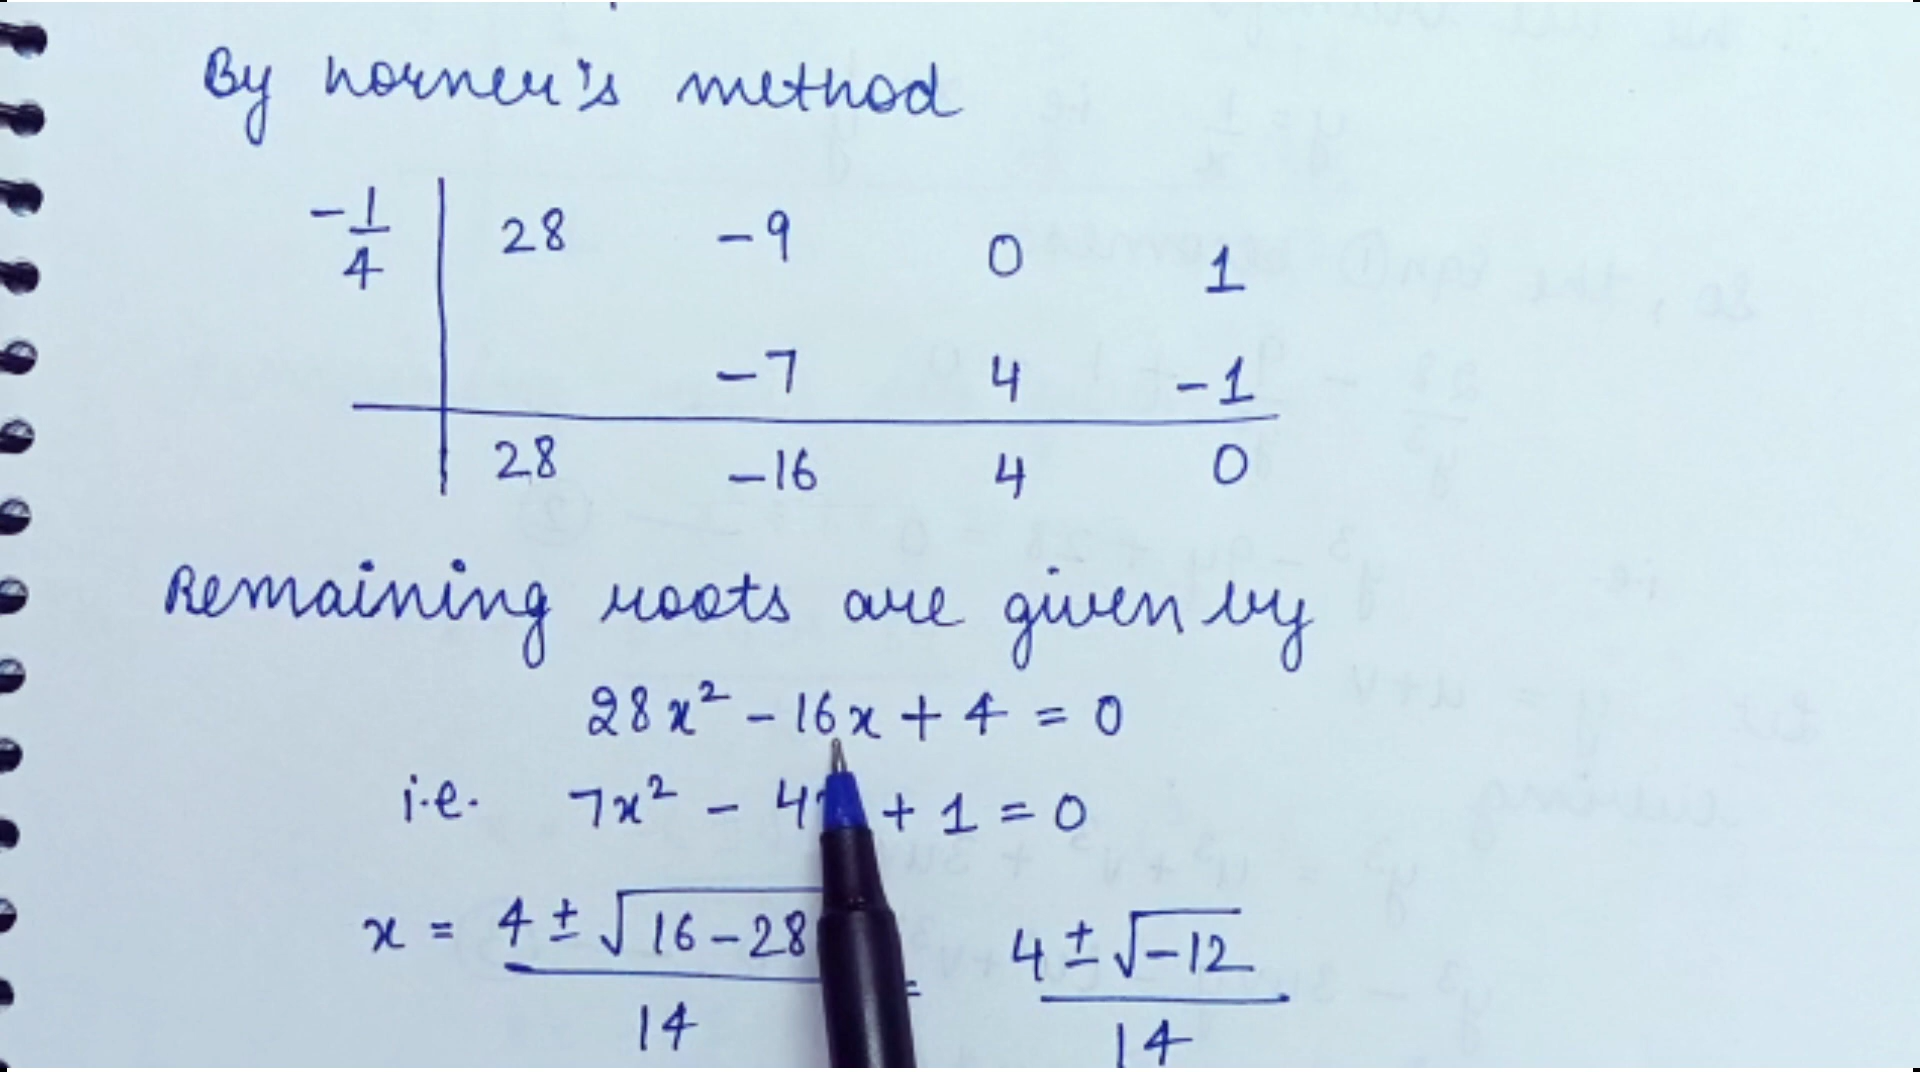 By horner's method
-1/4 | 28 -9 0 1
-7 4 -1
28 -16 4 0
Remaining roots are given by
28x² - 16x + 4 = 0
i.e. 7x² - 4 + 1 = 0
x = 4 ± √16-28 / 14 = 4 ± √-12 / 14